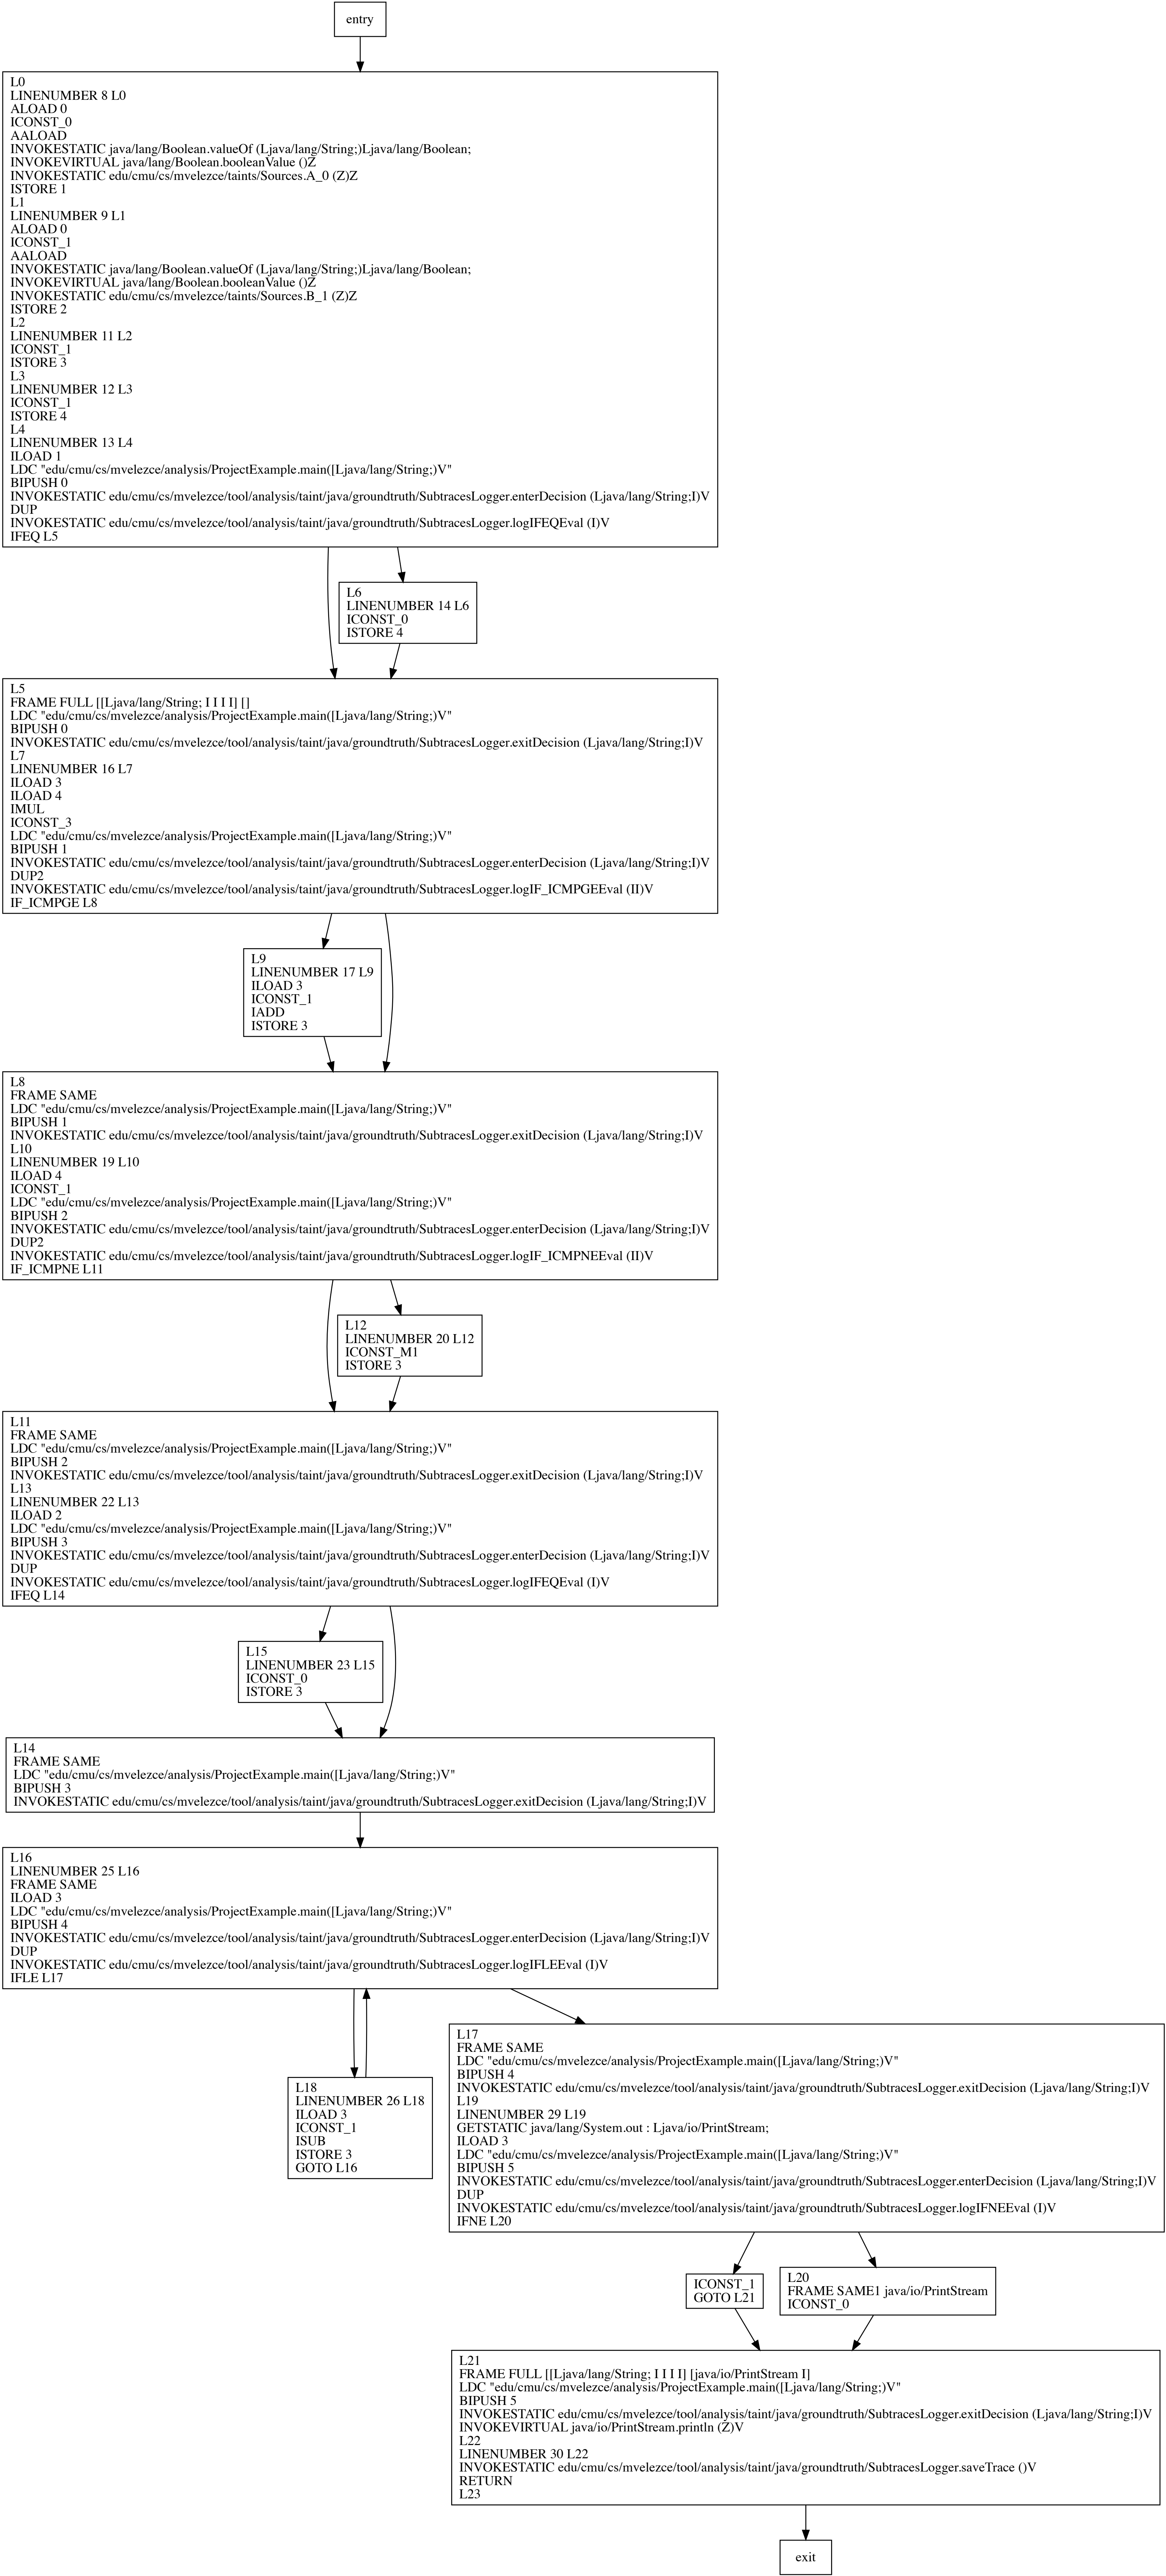 entry
L0
LINENUMBER 8 L0
ALOAD 0
ICONST_0
AALOAD
INVOKESTATIC java/lang/Boolean.valueOf (Ljava/lang/String;)Ljava/lang/Boolean;
INVOKEVIRTUAL java/lang/Boolean.booleanValue ()Z
INVOKESTATIC edu/cmu/cs/mvelezce/taints/Sources.A_0 (Z)Z
ISTORE 1
L1
LINENUMBER 9 L1
ALOAD 0
ICONST_1
AALOAD
INVOKESTATIC java/lang/Boolean.valueOf (Ljava/lang/String;)Ljava/lang/Boolean;
INVOKEVIRTUAL java/lang/Boolean.booleanValue ()Z
INVOKESTATIC edu/cmu/cs/mvelezce/taints/Sources.B_1 (Z)Z
ISTORE 2
L2
LINENUMBER 11 L2
ICONST_1
ISTORE 3
L3
LINENUMBER 12 L3
ICONST_1
ISTORE 4
L4
LINENUMBER 13 L4
ILOAD 1
LDC "edu/cmu/cs/mvelezce/analysis/ProjectExample.main([Ljava/lang/String;)V"
BIPUSH 0
INVOKESTATIC edu/cmu/cs/mvelezce/tool/analysis/taint/java/groundtruth/SubtracesLogger.enterDecision (Ljava/lang/String;I)V
DUP
INVOKESTATIC edu/cmu/cs/mvelezce/tool/analysis/taint/java/groundtruth/SubtracesLogger.logIFEQEval (I)V
IFEQ L5
L6
LINENUMBER 14 L6
ICONST_0
ISTORE 4
L5
FRAME FULL [[Ljava/lang/String; I I I I] []
LDC "edu/cmu/cs/mvelezce/analysis/ProjectExample.main([Ljava/lang/String;)V"
BIPUSH 0
INVOKESTATIC edu/cmu/cs/mvelezce/tool/analysis/taint/java/groundtruth/SubtracesLogger.exitDecision (Ljava/lang/String;I)V
L7
LINENUMBER 16 L7
ILOAD 3
ILOAD 4
IMUL
ICONST_3
LDC "edu/cmu/cs/mvelezce/analysis/ProjectExample.main([Ljava/lang/String;)V"
BIPUSH 1
INVOKESTATIC edu/cmu/cs/mvelezce/tool/analysis/taint/java/groundtruth/SubtracesLogger.enterDecision (Ljava/lang/String;I)V
DUP2
INVOKESTATIC edu/cmu/cs/mvelezce/tool/analysis/taint/java/groundtruth/SubtracesLogger.logIF_ICMPGEEval (II)V
IF_ICMPGE L8
L9
LINENUMBER 17 L9
ILOAD 3
ICONST_1
IADD
ISTORE 3
L8
FRAME SAME
LDC "edu/cmu/cs/mvelezce/analysis/ProjectExample.main([Ljava/lang/String;)V"
BIPUSH 1
INVOKESTATIC edu/cmu/cs/mvelezce/tool/analysis/taint/java/groundtruth/SubtracesLogger.exitDecision (Ljava/lang/String;I)V
L10
LINENUMBER 19 L10
ILOAD 4
ICONST_1
LDC "edu/cmu/cs/mvelezce/analysis/ProjectExample.main([Ljava/lang/String;)V"
BIPUSH 2
INVOKESTATIC edu/cmu/cs/mvelezce/tool/analysis/taint/java/groundtruth/SubtracesLogger.enterDecision (Ljava/lang/String;I)V
DUP2
INVOKESTATIC edu/cmu/cs/mvelezce/tool/analysis/taint/java/groundtruth/SubtracesLogger.logIF_ICMPNEEval (II)V
IF_ICMPNE L11
L12
LINENUMBER 20 L12
ICONST_M1
ISTORE 3
L11
FRAME SAME
LDC "edu/cmu/cs/mvelezce/analysis/ProjectExample.main([Ljava/lang/String;)V"
BIPUSH 2
INVOKESTATIC edu/cmu/cs/mvelezce/tool/analysis/taint/java/groundtruth/SubtracesLogger.exitDecision (Ljava/lang/String;I)V
L13
LINENUMBER 22 L13
ILOAD 2
LDC "edu/cmu/cs/mvelezce/analysis/ProjectExample.main([Ljava/lang/String;)V"
BIPUSH 3
INVOKESTATIC edu/cmu/cs/mvelezce/tool/analysis/taint/java/groundtruth/SubtracesLogger.enterDecision (Ljava/lang/String;I)V
DUP
INVOKESTATIC edu/cmu/cs/mvelezce/tool/analysis/taint/java/groundtruth/SubtracesLogger.logIFEQEval (I)V
IFEQ L14
L15
LINENUMBER 23 L15
ICONST_0
ISTORE 3
L14
FRAME SAME
LDC "edu/cmu/cs/mvelezce/analysis/ProjectExample.main([Ljava/lang/String;)V"
BIPUSH 3
INVOKESTATIC edu/cmu/cs/mvelezce/tool/analysis/taint/java/groundtruth/SubtracesLogger.exitDecision (Ljava/lang/String;I)V
L16
LINENUMBER 25 L16
FRAME SAME
ILOAD 3
LDC "edu/cmu/cs/mvelezce/analysis/ProjectExample.main([Ljava/lang/String;)V"
BIPUSH 4
INVOKESTATIC edu/cmu/cs/mvelezce/tool/analysis/taint/java/groundtruth/SubtracesLogger.enterDecision (Ljava/lang/String;I)V
DUP
INVOKESTATIC edu/cmu/cs/mvelezce/tool/analysis/taint/java/groundtruth/SubtracesLogger.logIFLEEval (I)V
IFLE L17
L18
LINENUMBER 26 L18
ILOAD 3
ICONST_1
ISUB
ISTORE 3
GOTO L16
L17
FRAME SAME
LDC "edu/cmu/cs/mvelezce/analysis/ProjectExample.main([Ljava/lang/String;)V"
BIPUSH 4
INVOKESTATIC edu/cmu/cs/mvelezce/tool/analysis/taint/java/groundtruth/SubtracesLogger.exitDecision (Ljava/lang/String;I)V
L19
LINENUMBER 29 L19
GETSTATIC java/lang/System.out : Ljava/io/PrintStream;
ILOAD 3
LDC "edu/cmu/cs/mvelezce/analysis/ProjectExample.main([Ljava/lang/String;)V"
BIPUSH 5
INVOKESTATIC edu/cmu/cs/mvelezce/tool/analysis/taint/java/groundtruth/SubtracesLogger.enterDecision (Ljava/lang/String;I)V
DUP
INVOKESTATIC edu/cmu/cs/mvelezce/tool/analysis/taint/java/groundtruth/SubtracesLogger.logIFNEEval (I)V
IFNE L20
ICONST_1
GOTO L21
L20
FRAME SAME1 java/io/PrintStream
ICONST_0
L21
FRAME FULL [[Ljava/lang/String; I I I I] [java/io/PrintStream I]
LDC "edu/cmu/cs/mvelezce/analysis/ProjectExample.main([Ljava/lang/String;)V"
BIPUSH 5
INVOKESTATIC edu/cmu/cs/mvelezce/tool/analysis/taint/java/groundtruth/SubtracesLogger.exitDecision (Ljava/lang/String;I)V
INVOKEVIRTUAL java/io/PrintStream.println (Z)V
L22
LINENUMBER 30 L22
INVOKESTATIC edu/cmu/cs/mvelezce/tool/analysis/taint/java/groundtruth/SubtracesLogger.saveTrace ()V
RETURN
L23
exit